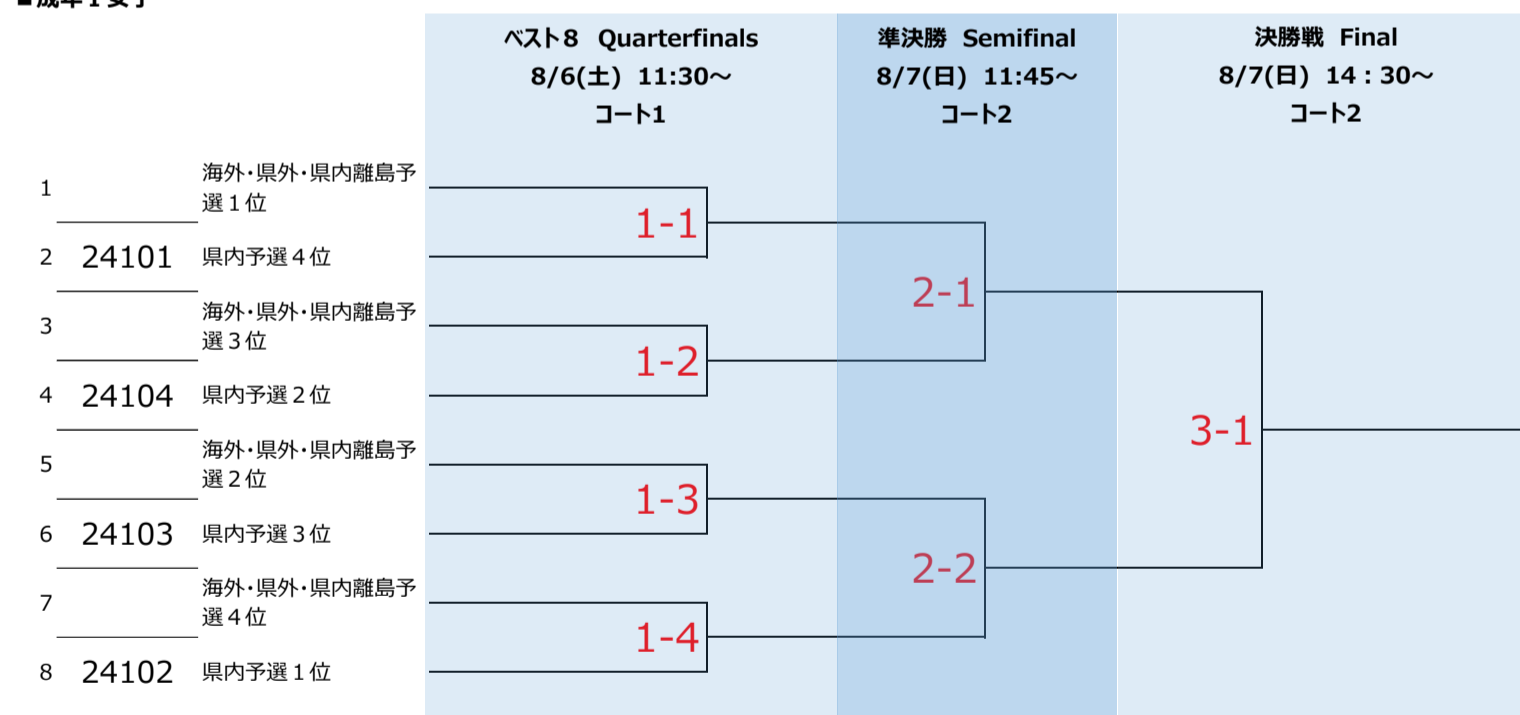 ベスト8 Quarterfinals
8/6(土) 11:30～
コート1
準決勝 Semifinal
8/7(日) 11:45～
コート2
決勝戦 Final
8/7(日) 14：30～
コート2
1 海外・県外・県内離島予
選１位
2 24101 県内予選４位
3 海外・県外・県内離島予
選３位
4 24104 県内予選２位
5 海外・県外・県内離島予
選２位
6 24103 県内予選３位
7 海外・県外・県内離島予
選４位
8 24102 県内予選１位
1-1
1-2
1-3
1-4
2-1
2-2
3-1